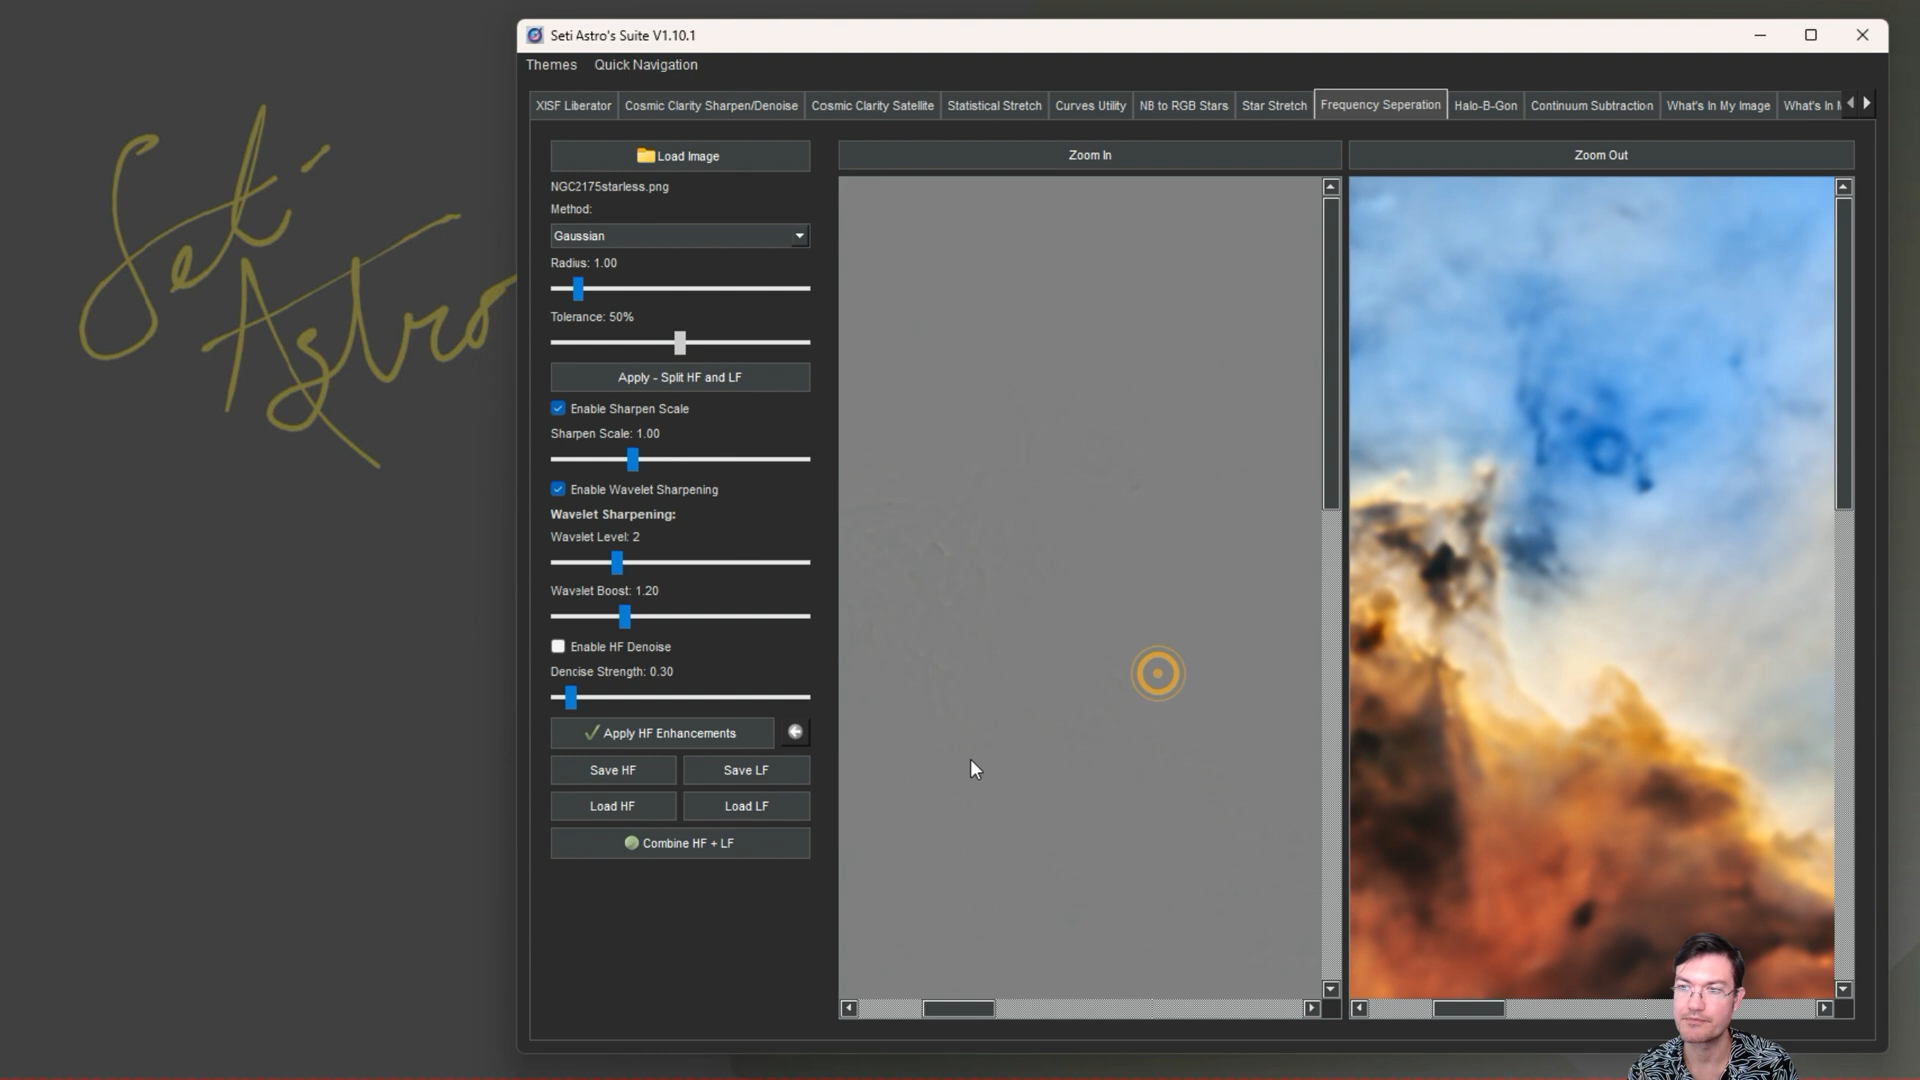 Seti
Astro
Seti Astro's Suite V1.10.1
Themes Quick Navigation
XISF Liberator Cosmic Clarity Sharpen/Denoise Cosmic Clarity Satellite Statistical Stretch Curves Utility NB to RGB Stars Star Stretch Frequency Seperation Halo-B-Gon Continuum Subtraction What's In My Image What's In M
Load Image
Zoom In
Zoom Out
NGC2175starless.png
Method:
Gaussian
Radius: 1.00
Tolerance: 50%
Apply - Split HF and LF
Enable Sharpen Scale
Sharpen Scale: 1.00
Enable Wavelet Sharpening
Wavelet Sharpening:
Wavelet Level: 2
Wavelet Boost: 1.20
Enable HF Denoise
Denoise Strength: 0.30
Apply HF Enhancements
Save HF Save LF
Load HF Load LF
Combine HF + LF